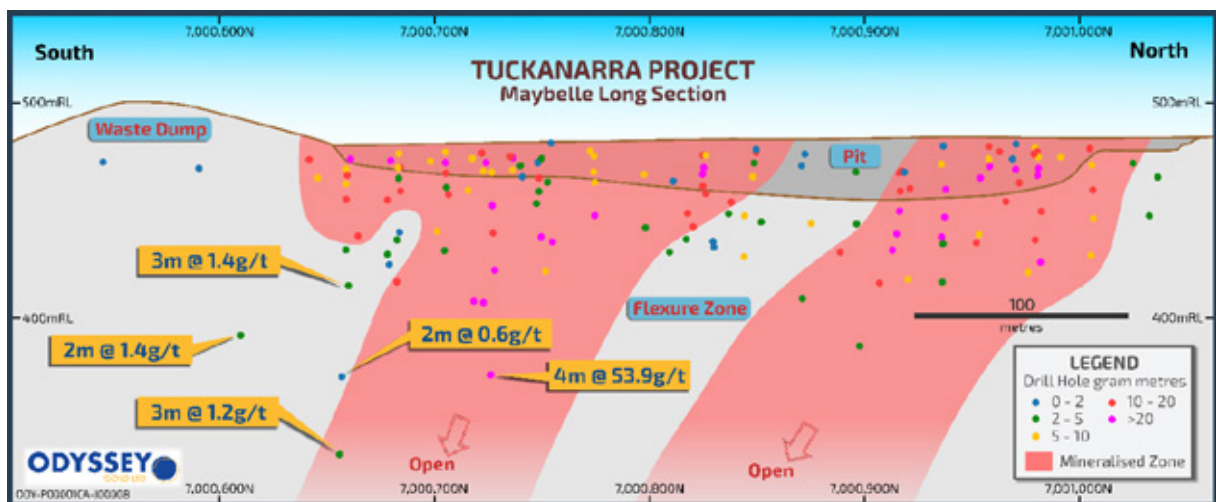 7,000,600N 7,000,700N 7,000,800N 7,000,900N 7,001,000N
South North
TUCKANARRA PROJECT
Maybelle Long Section
500mRL 500mRL
Waste Dump
Pit
3m @ 1.4g/t
Flexure Zone
100
metres
400mRL 400mRL
2m @ 0.6g/t
2m @ 1.4g/t
4m @ 53.9g/t
3m @ 1.2g/t
LEGEND
Drill Hole gram metres
0 - 2 10 - 20
2 - 5 >20
5 - 10
Mineralised Zone
Open Open
ODYSSEY
GOLD LTD
7,000,600N 7,000,700N 7,000,800N 7,000,900N 7,001,000N